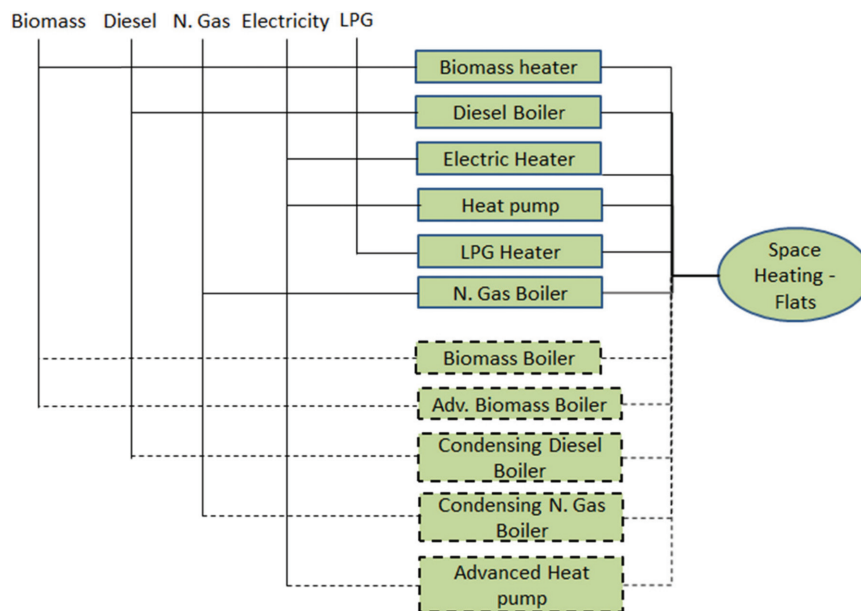 Biomass Diesel N. Gas Electricity LPG
Biomass heater
Diesel Boiler
Electric Heater
Heat pump
LPG Heater
N. Gas Boiler
Space
Heating -
Flats
Biomass Boiler
Adv. Biomass Boiler
Condensing Diesel
Boiler
Condensing N. Gas
Boiler
Advanced Heat
pump